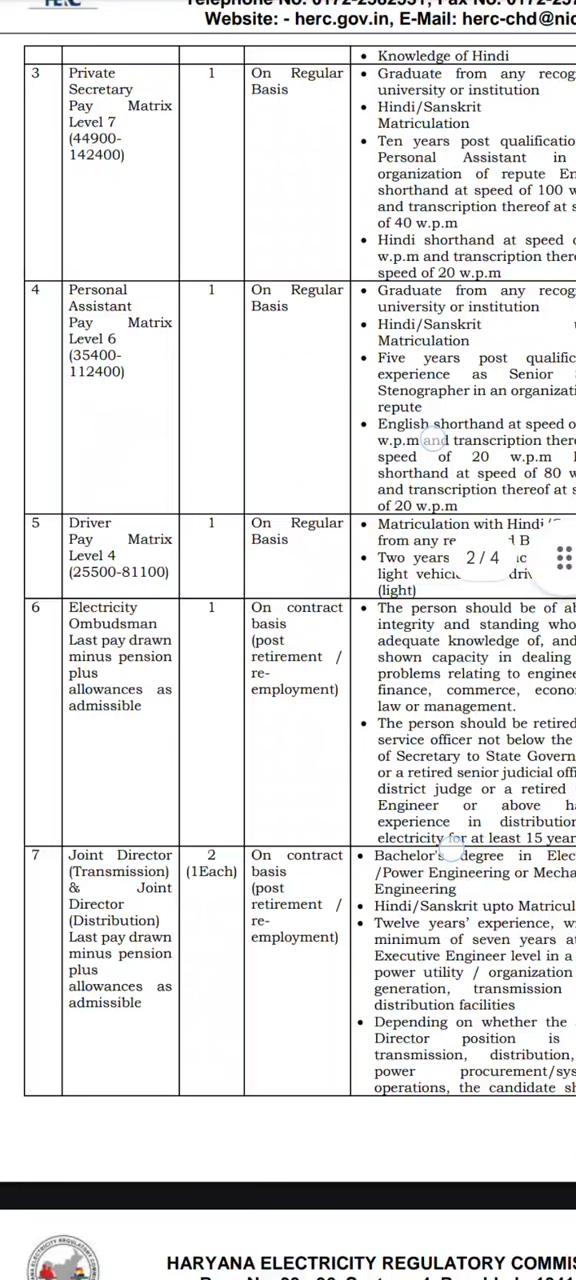 Website: - herc.gov.in, E-Mail: herc-chd@nic
• Knowledge of Hindi
3 Private Secretary Pay Matrix Level 7 (44900-142400)
1
On Regular Basis
• Graduate from any recog
university or institution
• Hindi/Sanskrit
Matriculation
• Ten years post qualificatio
Personal Assistant in
organization of repute En
shorthand at speed of 100 w
and transcription thereof at s
of 40 w.p.m
• Hindi shorthand at speed o
w.p.m and transcription ther
speed of 20 w.p.m
4 Personal Assistant Pay Matrix Level 6 (35400-112400)
1
On Regular Basis
• Graduate from any recog
university or institution
• Hindi/Sanskrit
Matriculation
• Five years post qualific
experience as Senior
Stenographer in an organizati
repute
• English shorthand at speed o
w.p.m and transcription ther
speed of 20 w.p.m
shorthand at speed of 80 w
and transcription thereof at s
of 20 w.p.m
5 Driver Pay Matrix Level 4 (25500-81100)
1
On Regular Basis
• Matriculation with Hindi
from any re
• Two years
light vehic driv
(light)
2/4
6 Electricity Ombudsman Last pay drawn minus pension plus allowances as admissible
1
On contract basis (post retirement / re-employment)
• The person should be of ab
integrity and standing who
adequate knowledge of, and
shown capacity in dealing
problems relating to enginee
finance, commerce, econo
law or management.
• The person should be retired
service officer not below the
of Secretary to State Govern
or a retired senior judicial offi
district judge or a retired
Engineer or above ha
experience in distribution
electricity for at least 15 year
7 Joint Director (Transmission) & Joint Director (Distribution) Last pay drawn minus pension plus allowances as admissible
2 (1Each)
On contract basis (post retirement / re-employment)
• Bachelor's degree in Elec
/Power Engineering or Mecha
Engineering
• Hindi/Sanskrit upto Matricul
• Twelve years' experience, w
minimum of seven years at
Executive Engineer level in a
power utility / organization
generation, transmission
distribution facilities
• Depending on whether the
Director position is
transmission, distribution,
power procurement/sys
operations, the candidate sh
HARYANA ELECTRICITY REGULATORY COMMIS